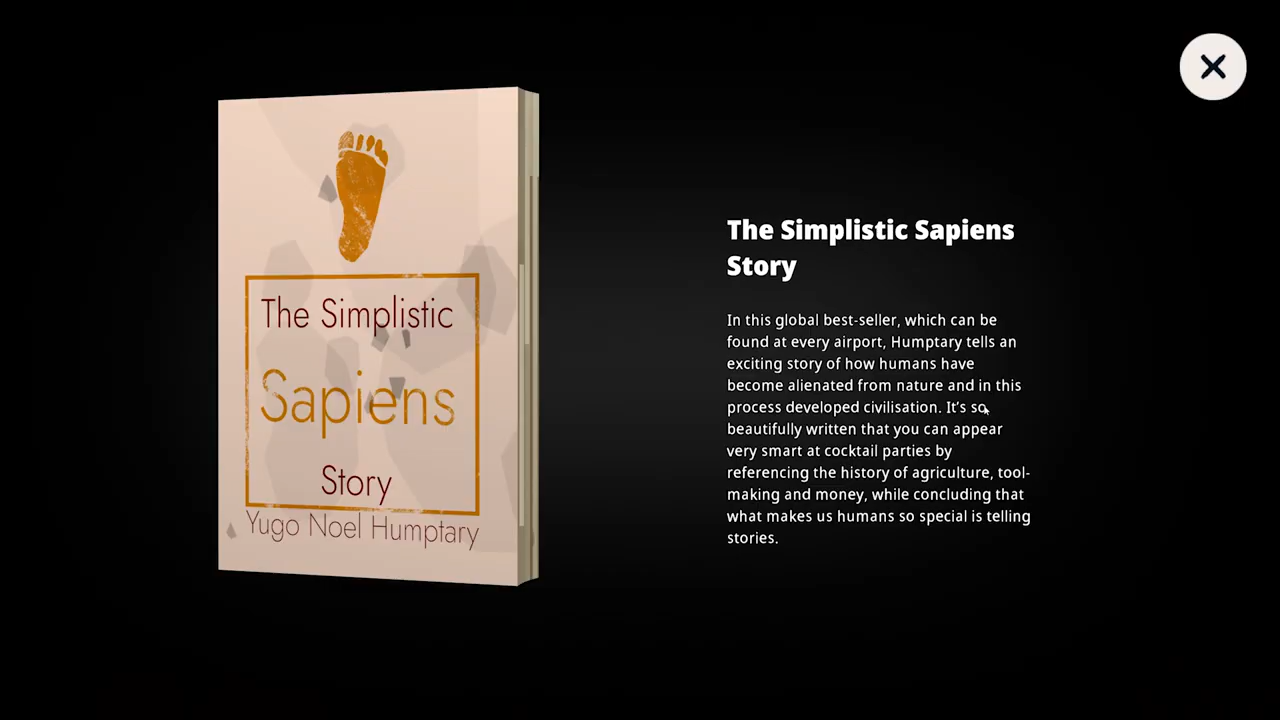 The Simplistic
Sapiens
Story
Yugo Noel Humptary
The Simplistic Sapiens
Story
In this global best-seller, which can be
found at every airport, Humptary tells an
exciting story of how humans have
become alienated from nature and in this
process developed civilisation. It's so
beautifully written that you can appear
very smart at cocktail parties by
referencing the history of agriculture, tool-
making and money, while concluding that
what makes us humans so special is telling
stories.